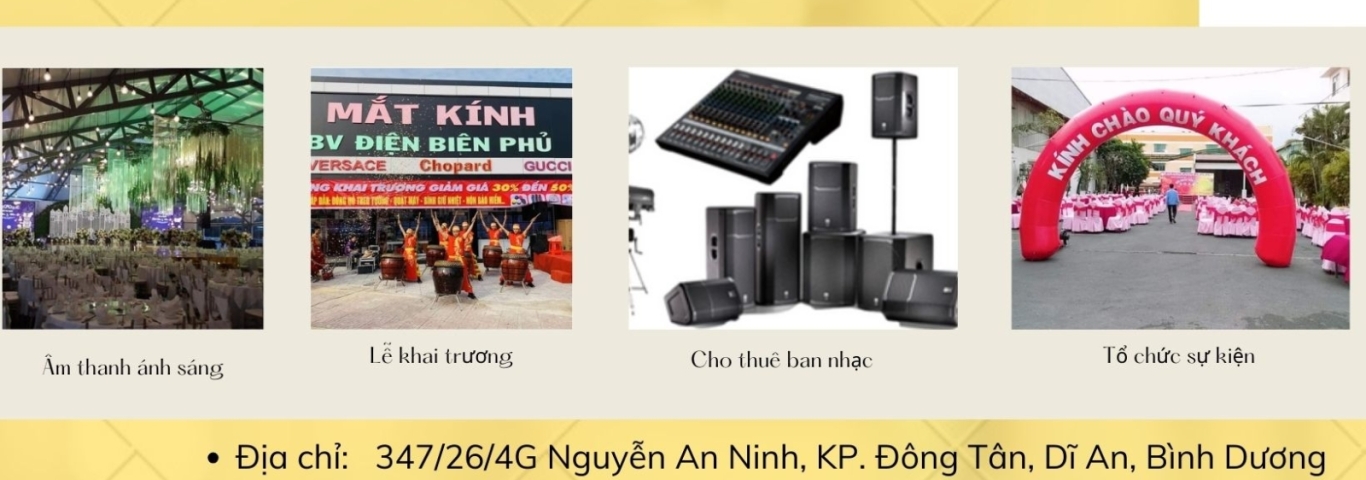 MẮT KÍNH
BV ĐIỆN BIÊN PHỦ
VERSACE Chopard GUCCI
NG KHAI TRƯƠNG GIẢM GIÁ 30% ĐẾN 50%
KÍNH CHÀO QUÝ KHÁCH
Âm thanh ánh sáng
Lễ khai trương
Cho thuê ban nhạc
Tổ chức sự kiện
• Địa chỉ: 347/26/4G Nguyễn An Ninh, KP. Đông Tân, Dĩ An, Bình Dương